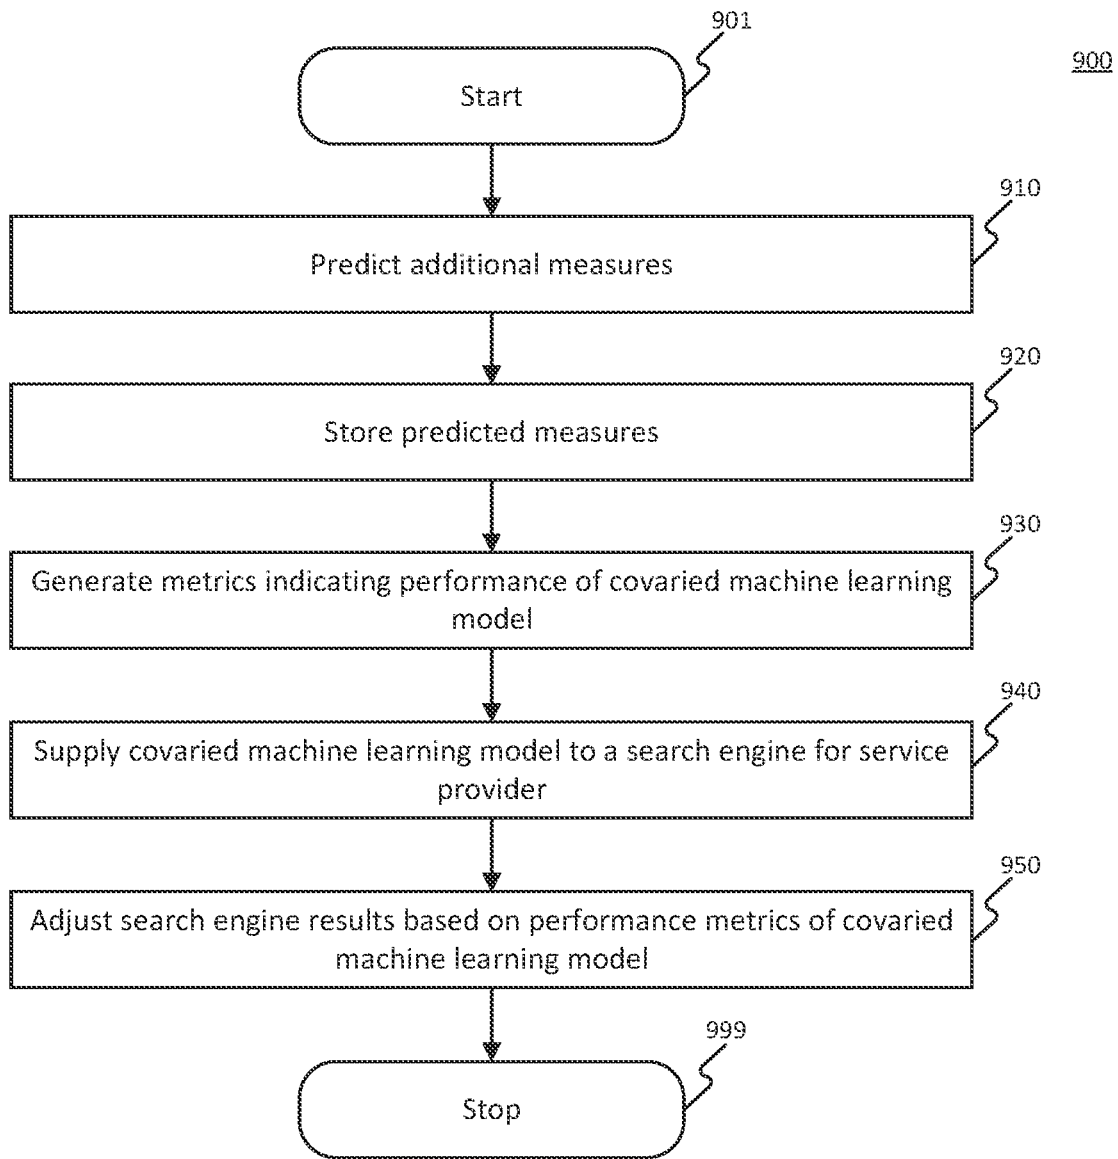 901
900
Start
910
Predict additional measures
920
Store predicted measures
930
Generate metrics indicating performance of covaried machine learning
model
940
Supply covaried machine learning model to a search engine for service
provider
950
Adjust search engine results based on performance metrics of covaried
machine learning model
999
Stop